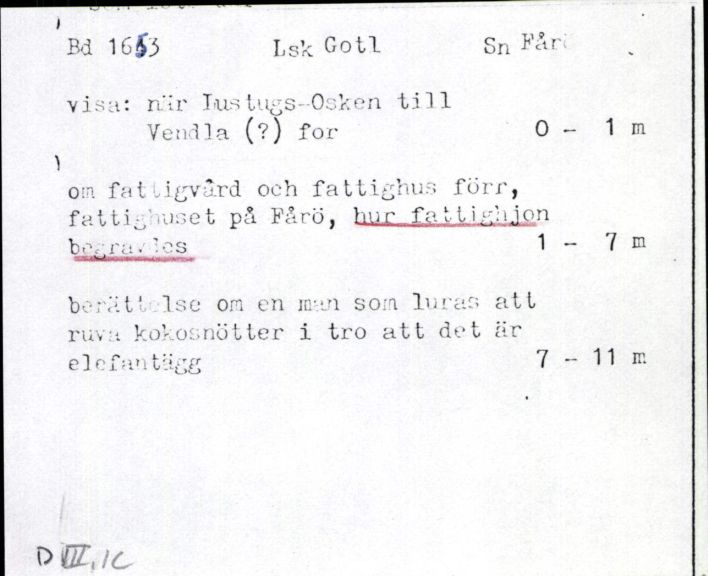 Bd 1653 Lsk Gotl Sn Fårö
visa: när Lustugs-Osken till
Vendla (?) for 0 - 1 m
om fattigvård och fattighus förr,
fattighuset på Fårö, hur fattighjon
begravdes 1 - 7 m
berättelse om en man som luras att
ruva kokosnötter i tro att det är
elefantägg 7 - 11 m
D III, 1C